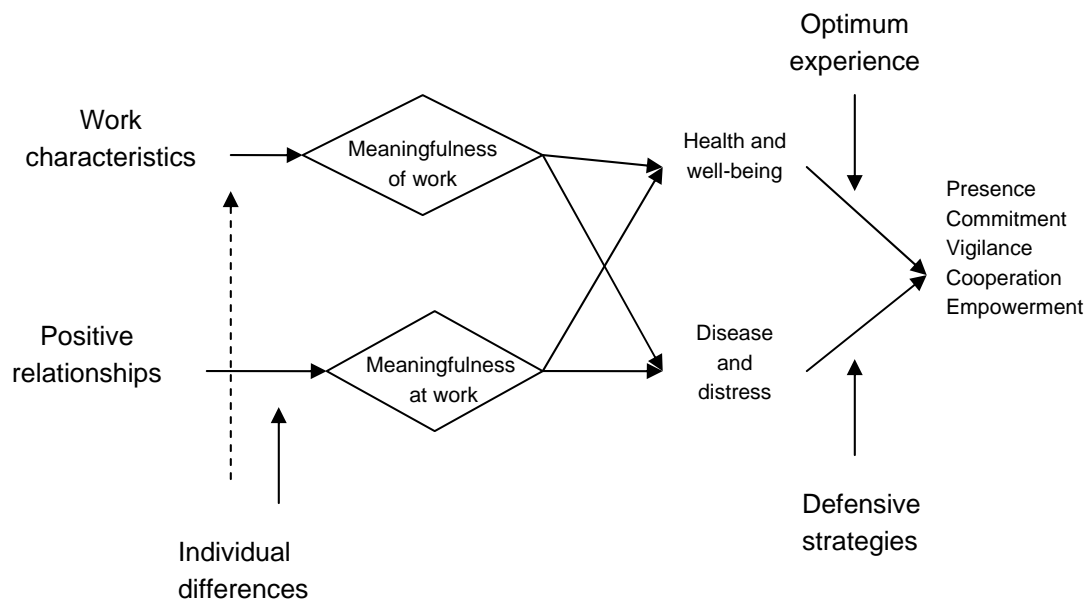 Optimum
experience
Work
characteristics
Meaningfulness
of work
Health and
well-being
Presence
Commitment
Vigilance
Cooperation
Empowerment
Positive
relationships
Meaningfulness
at work
Disease
and
distress
Individual
differences
Defensive
strategies